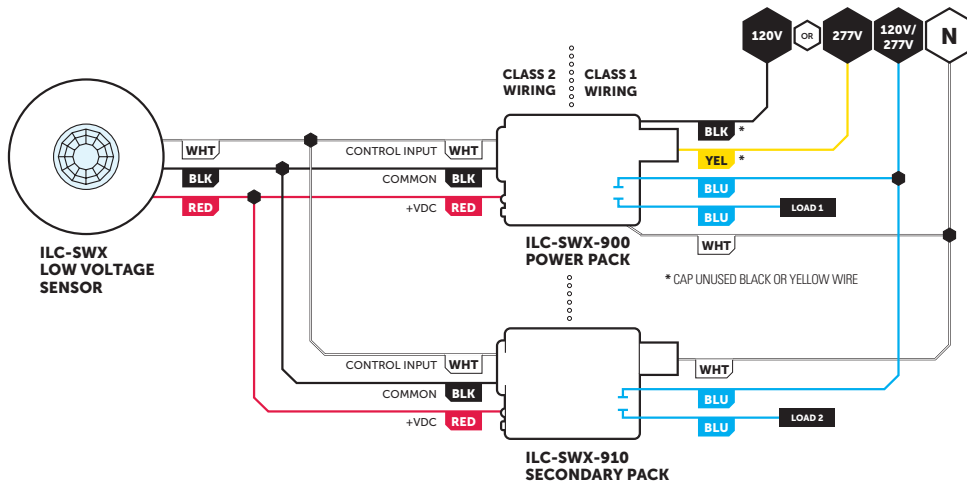 120V
OR
277V
120V/
277V
N
CLASS 2
WIRING
CLASS 1
WIRING
WHT
CONTROL INPUT WHT
BLK *
YEL *
BLK
COMMON BLK
BLU
RED
+VDC RED
BLU
LOAD 1
WHT
ILC-SWX
LOW VOLTAGE
SENSOR
ILC-SWX-900
POWER PACK
* CAP UNUSED BLACK OR YELLOW WIRE
CONTROL INPUT WHT
WHT
COMMON BLK
BLU
+VDC RED
BLU
LOAD 2
ILC-SWX-910
SECONDARY PACK